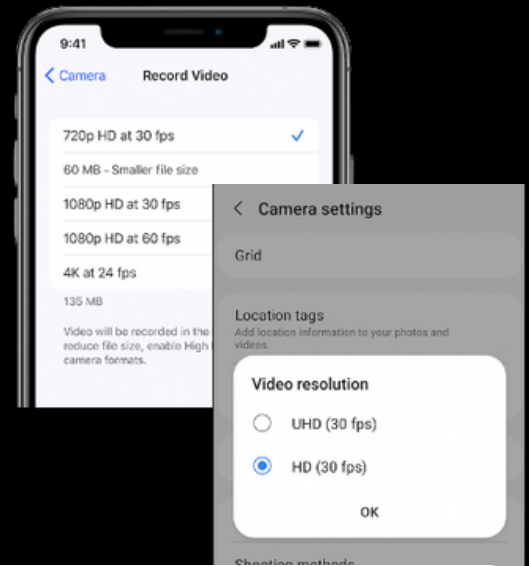 9:41
Camera
Record Video
720p HD at 30 fps
60 MB - Smaller file size
1080p HD at 30 fps
1080p HD at 60 fps
4K at 24 fps
135 MB
Video will be recorded in the
reduce file size, enable High
camera formats.
Camera settings
Grid
Location tags
Add location information to your photos and
videos.
Video resolution
UHD (30 fps)
HD (30 fps)
OK
Shooting methods